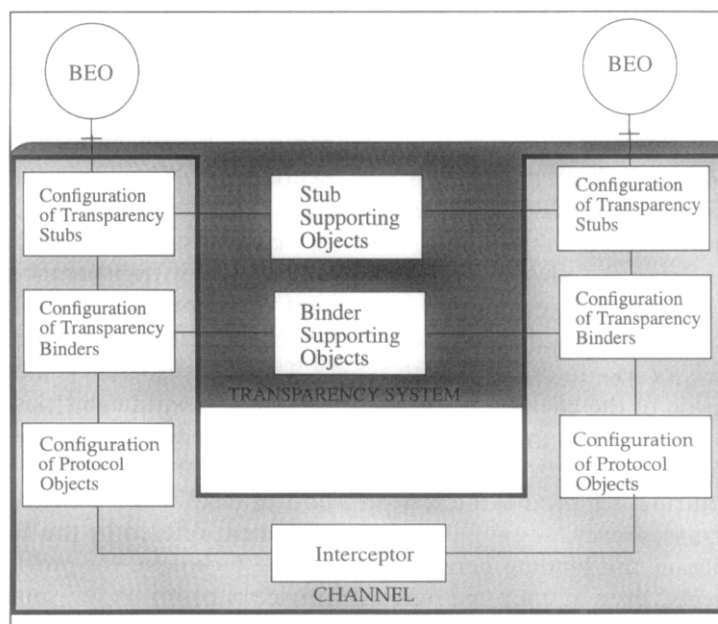 BEO
BEO
Configuration
of Transparency
Stubs
Stub
Supporting
Objects
Configuration
of Transparency
Stubs
Configuration
of Transparency
Binders
Binder
Supporting
Objects
Configuration
of Transparency
Binders
TRANSPARENCY SYSTEM
Configuration
of Protocol
Objects
Configuration
of Protocol
Objects
Interceptor
CHANNEL